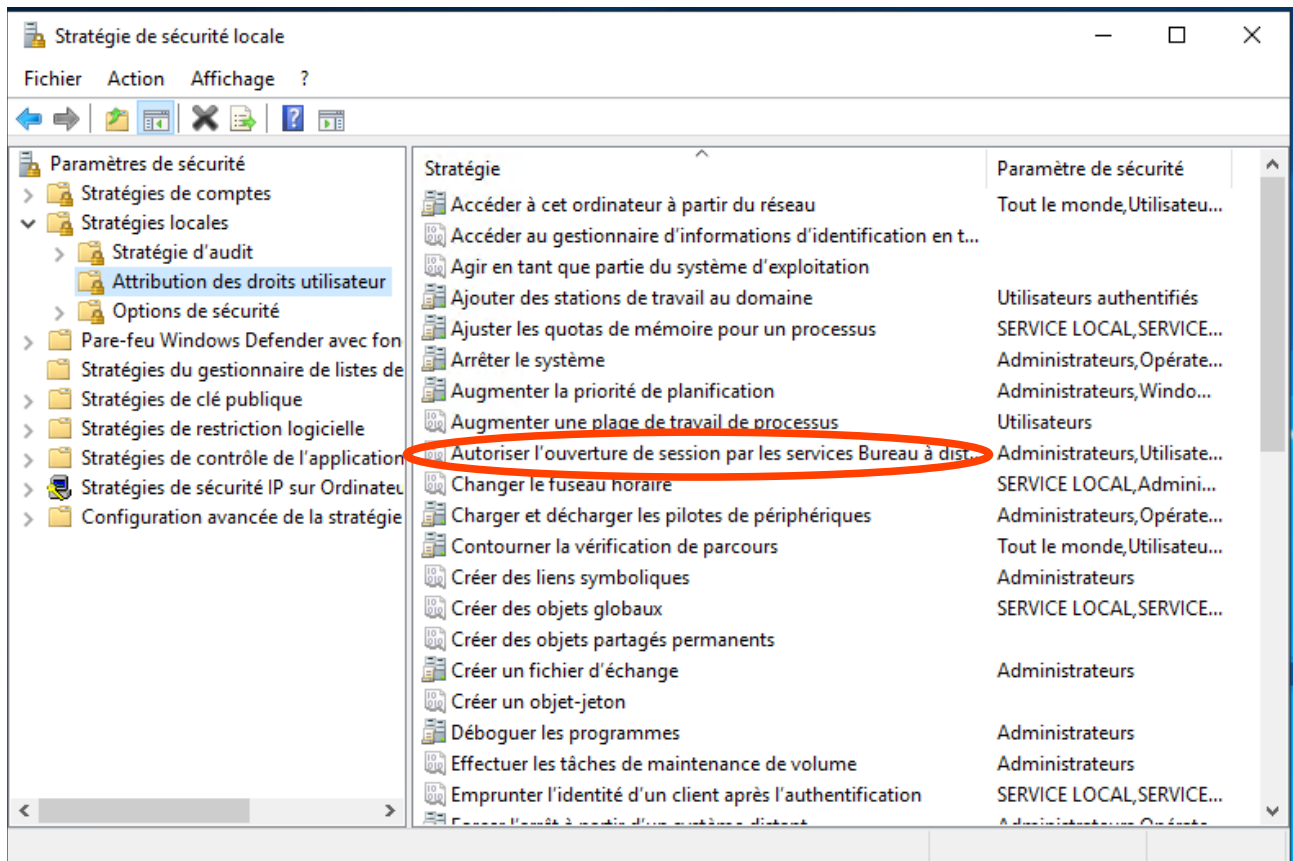 Stratégie de sécurité locale
Fichier Action Affichage ?
Paramètres de sécurité
Stratégies de comptes
Stratégies locales
Stratégie d'audit
Attribution des droits utilisateur
Options de sécurité
Pare-feu Windows Defender avec fon
Stratégies du gestionnaire de listes de
Stratégies de clé publique
Stratégies de restriction logicielle
Stratégies de contrôle de l'application
Stratégies de sécurité IP sur Ordinateu
Configuration avancée de la stratégie
Stratégie Paramètre de sécurité
Accéder à cet ordinateur à partir du réseau Tout le monde,Utilisateu...
Accéder au gestionnaire d'informations d'identification en t...
Agir en tant que partie du système d'exploitation
Ajouter des stations de travail au domaine Utilisateurs authentifiés
Ajuster les quotas de mémoire pour un processus SERVICE LOCAL,SERVICE...
Arrêter le système Administrateurs,Opérate...
Augmenter la priorité de planification Administrateurs,Windo...
Augmenter une plage de travail de processus Utilisateurs
Autoriser l'ouverture de session par les services Bureau à dist... Administrateurs,Utilisate...
Changer le fuseau horaire SERVICE LOCAL,Admini...
Charger et décharger les pilotes de périphériques Administrateurs,Opérate...
Contourner la vérification de parcours Tout le monde,Utilisateu...
Créer des liens symboliques Administrateurs
Créer des objets globaux SERVICE LOCAL,SERVICE...
Créer des objets partagés permanents
Créer un fichier d'échange Administrateurs
Créer un objet-jeton
Déboguer les programmes Administrateurs
Effectuer les tâches de maintenance de volume Administrateurs
Emprunter l'identité d'un client après l'authentification SERVICE LOCAL,SERVICE...
Forcer l'arrêt à partir d'un système distant Administrateurs,Opérate...